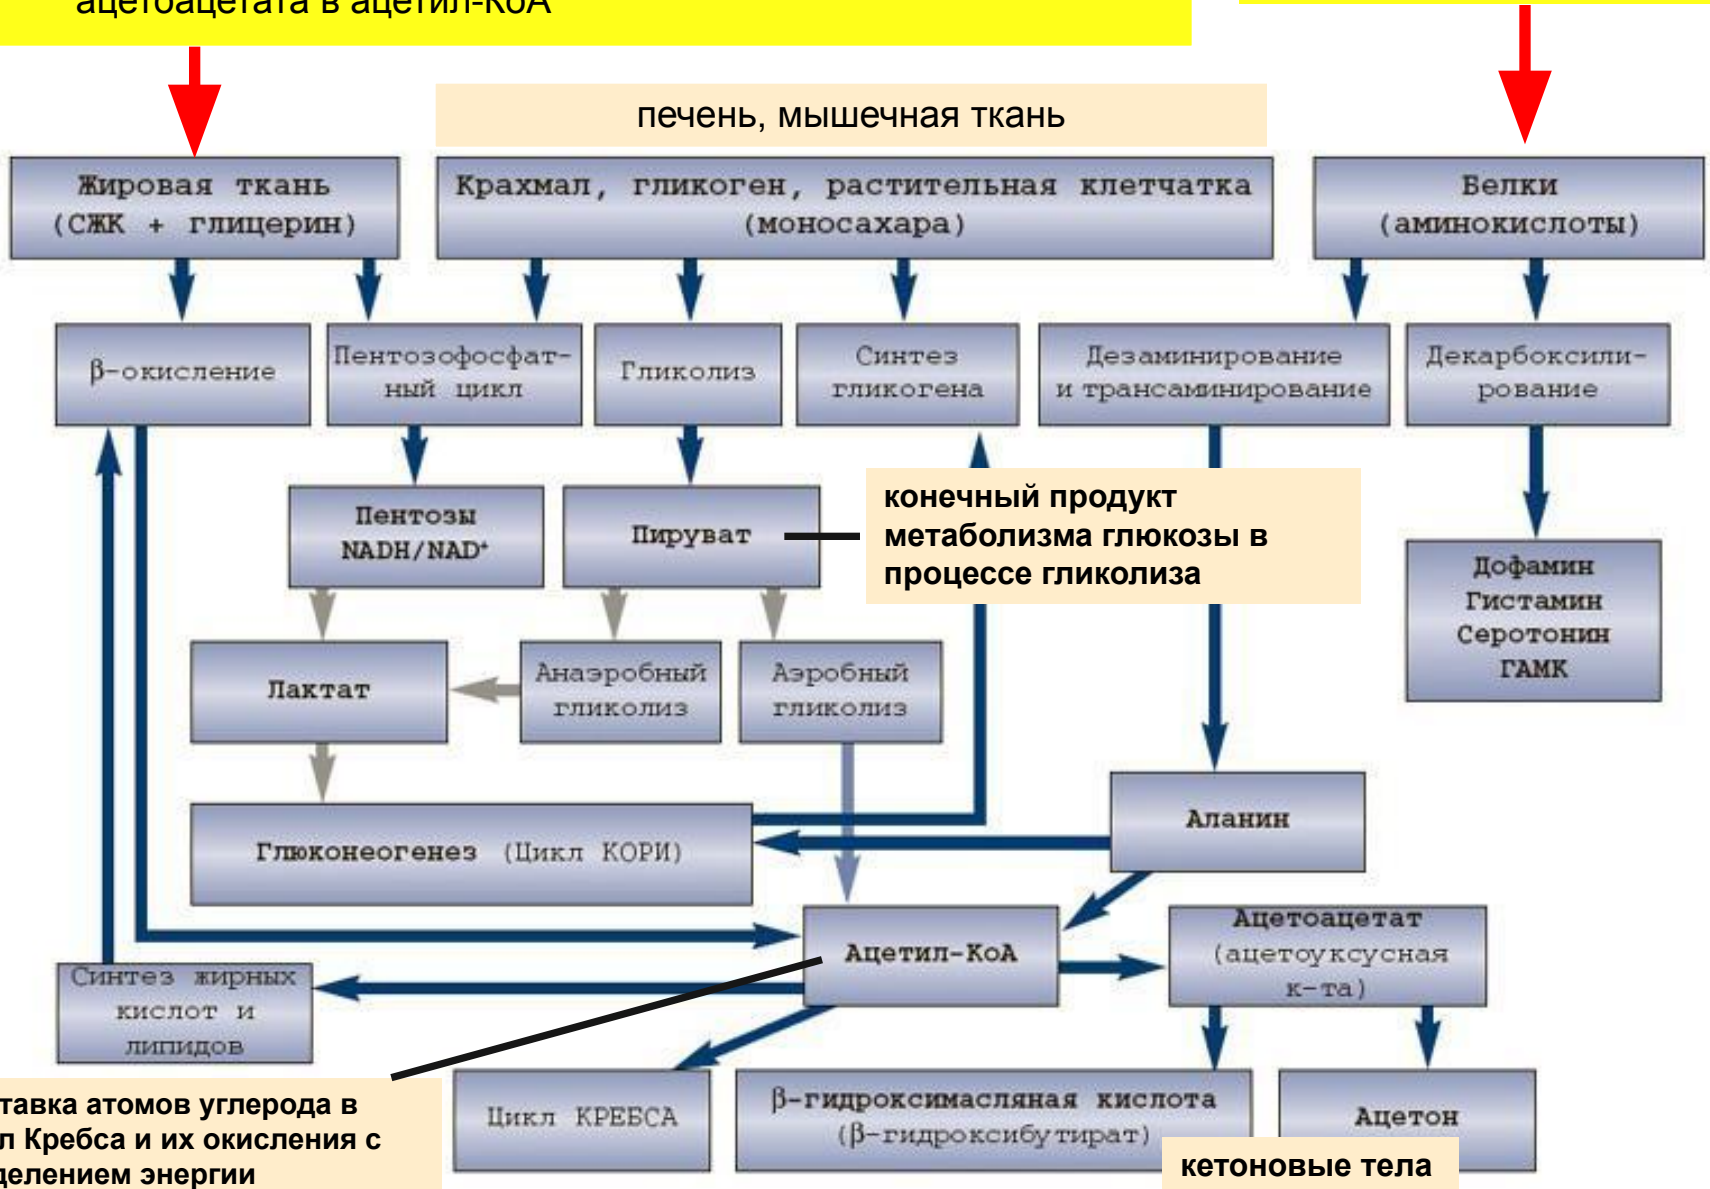 ацетоацетата в ацетил-КоА
печень, мышечная ткань
Жировая ткань
(СЖК + глицерин)
Крахмал, гликоген, растительная клетчатка
(моносахара)
Белки
(аминокислоты)
β-окисление
Пентозофосфат-
ный цикл
Гликолиз
Синтез
гликогена
Дезаминирование
и трансаминирование
Декарбоксили-
рование
Пентозы
NADH/NAD⁺
Пируват
конечный продукт
метаболизма глюкозы в
процессе гликолиза
Дофамин
Гистамин
Серотонин
ГАМК
Лактат
Анаэробный
гликолиз
Аэробный
гликолиз
Глюконеогенез (Цикл КОРИ)
Аланин
Ацетил-КоА
Ацетоацетат
(ацетоуксусная
к-та)
Синтез жирных
кислот и
липидов
тавка атомов углерода в
л Кребса и их окисления с
делением энергии
Цикл КРЕБСА
β-гидроксимасляная кислота
(β-гидроксибутират)
Ацетон
кетоновые тела